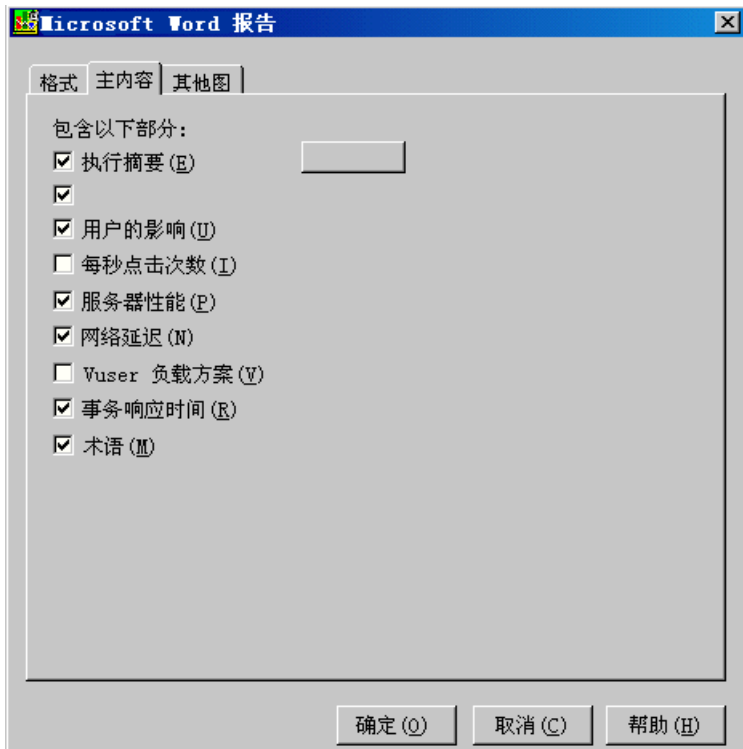 Microsoft Word 报告
格式 主内容 其他图
包含以下部分:
执行摘要(E)
用户的影响(U)
每秒点击次数(I)
服务器性能(P)
网络延迟(N)
Vuser 负载方案(V)
事务响应时间(R)
术语(M)
确定(O) 取消(C) 帮助(H)